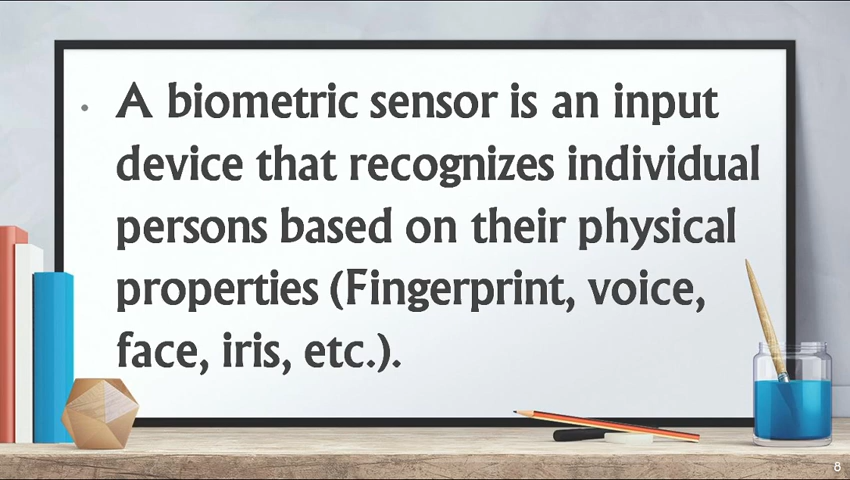 • A biometric sensor is an input
device that recognizes individual
persons based on their physical
properties (Fingerprint, voice,
face, iris, etc.).
8